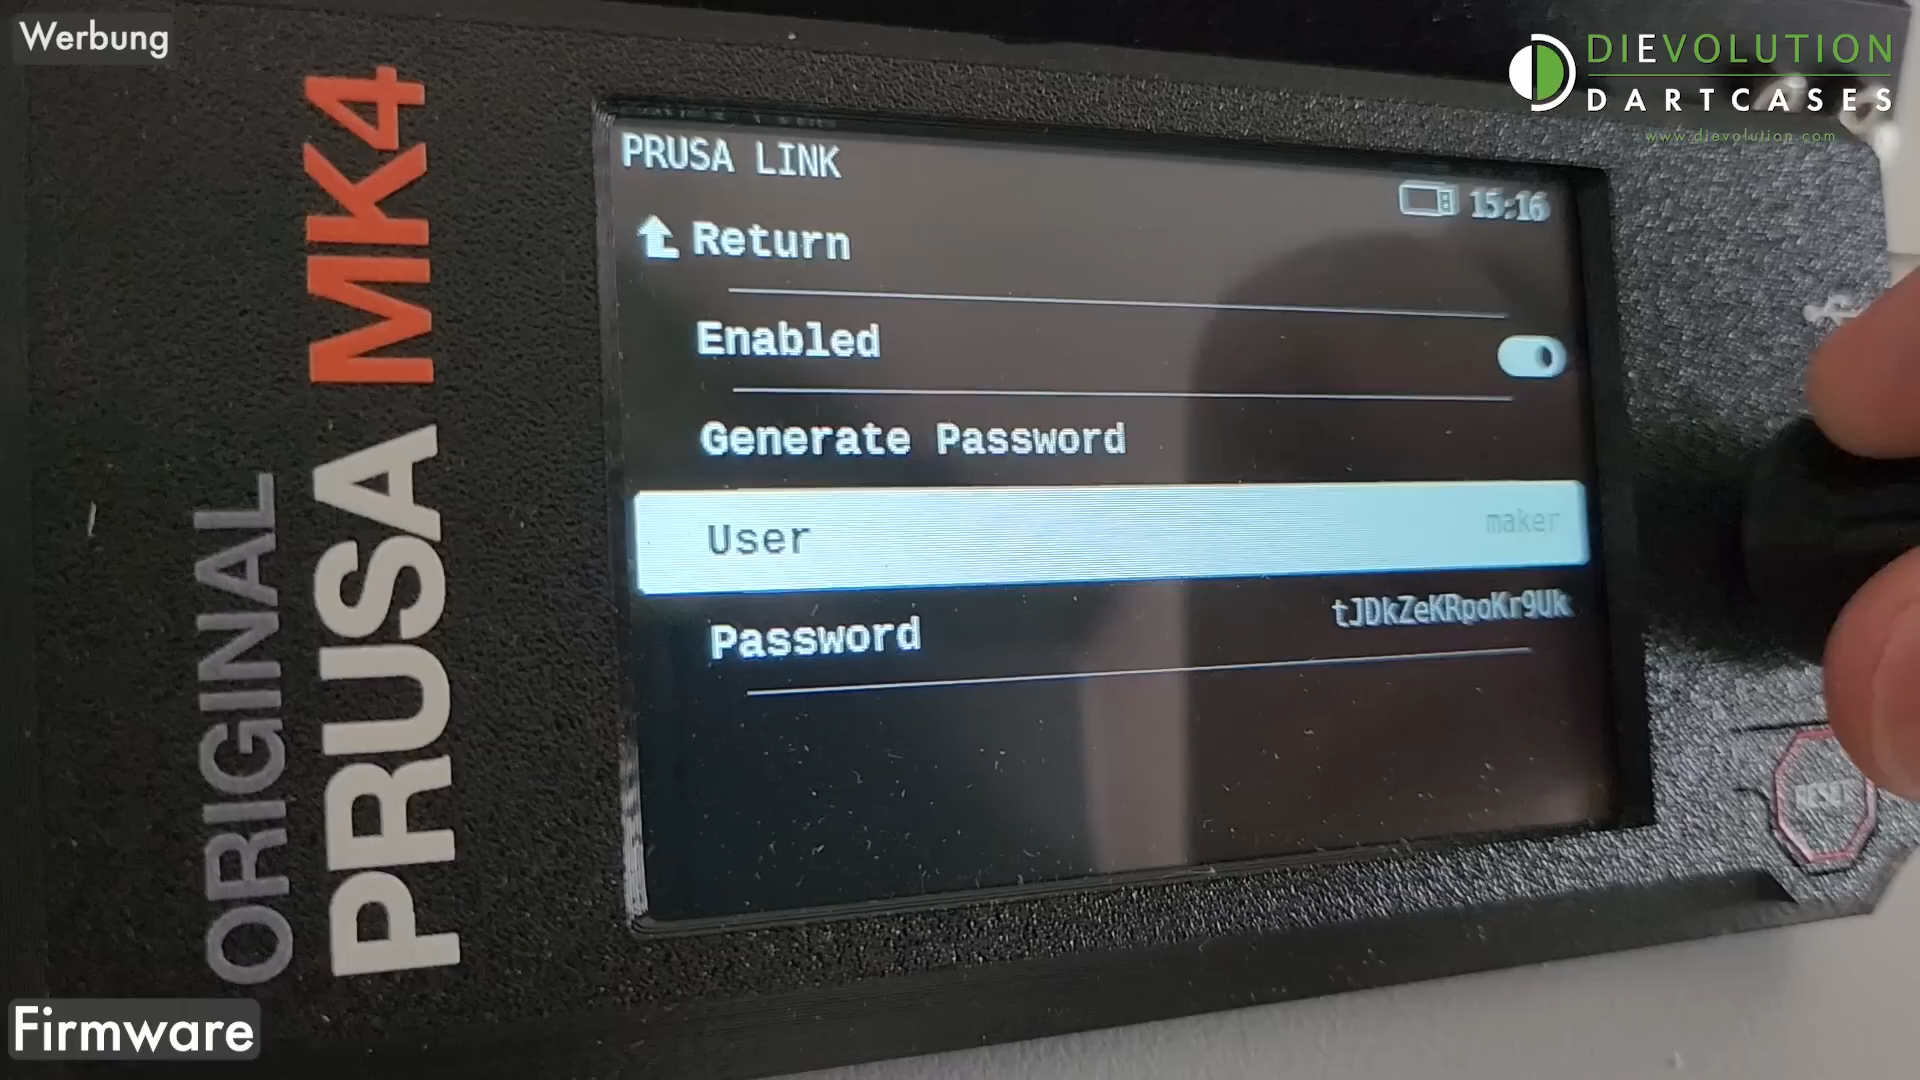 Werbung
DIEVOLUTION
DARTCASES
www.dievolution.com
ORIGINAL
PRUSA MK4
PRUSA LINK
15:16
Return
Enabled
Generate Password
User maker
Password tJDkZeKRpoKr9Uk
RESET
Firmware